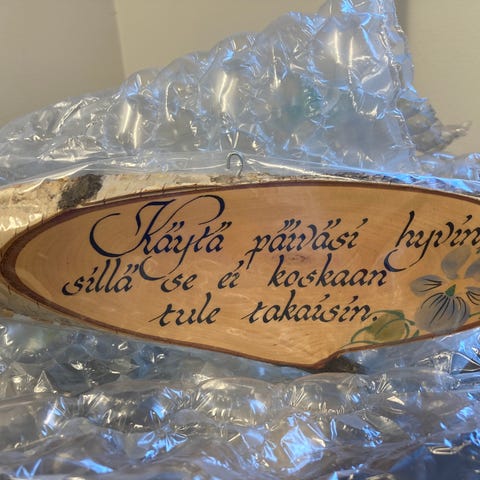 Käytä päiväsi hyvin,
sillä se ei koskaan
tule takaisin.